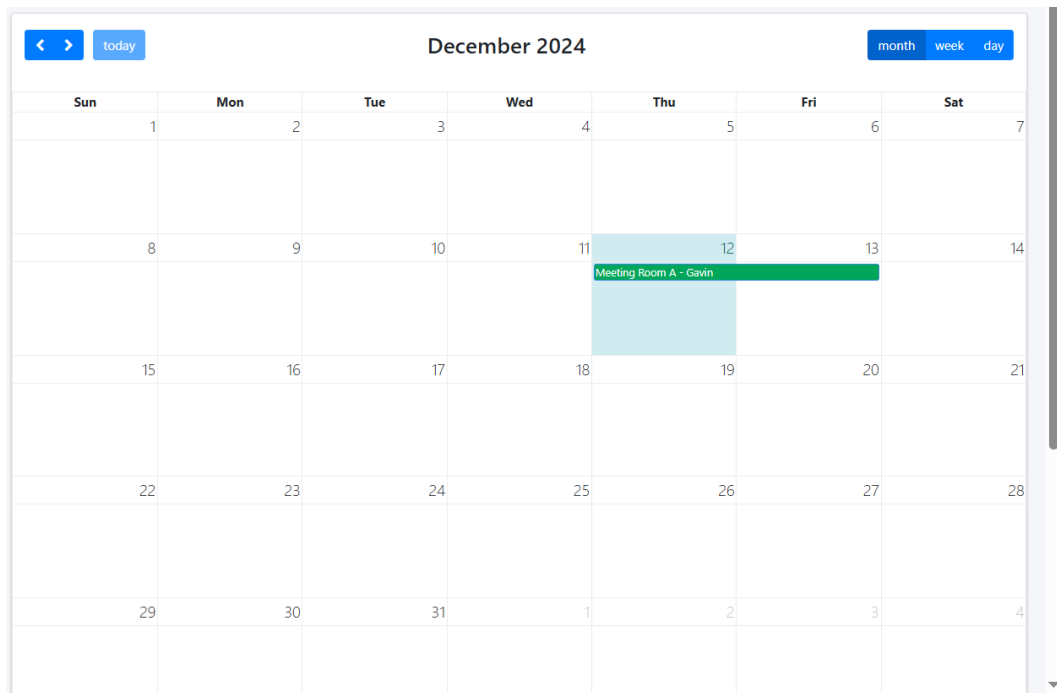 today
December 2024
month week day
Sun Mon Tue Wed Thu Fri Sat
1 2 3 4 5 6 7
8 9 10 11 12 13 14
Meeting Room A - Gavin
15 16 17 18 19 20 21
22 23 24 25 26 27 28
29 30 31 1 2 3 4